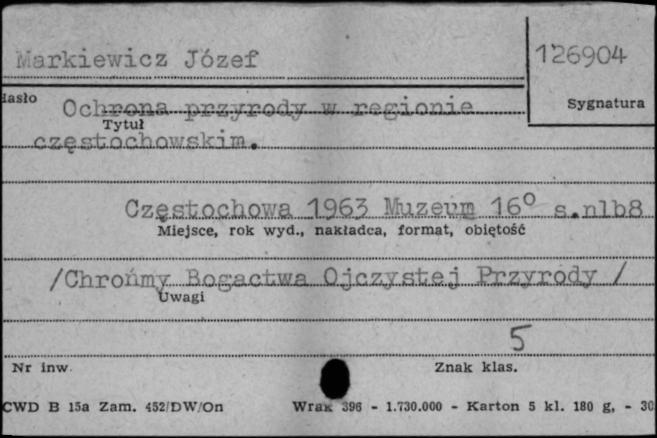 Markiewicz Józef
126904
Hasło
Sygnatura
Ochrona przyrody w regionie
Tytuł
częstochowskim.
Częstochowa 1963 Muzeum 16° s.nlb8
Miejsce, rok wyd., nakładca, format, objętość
/Chrońmy Bogactwa Ojczystej Przyrody /
Uwagi
5
Nr inw.
Znak klas.
CWD B 15a Zam. 452/DW/On
Wrak 396 - 1.730.000 - Karton 5 kl. 180 g, - 30